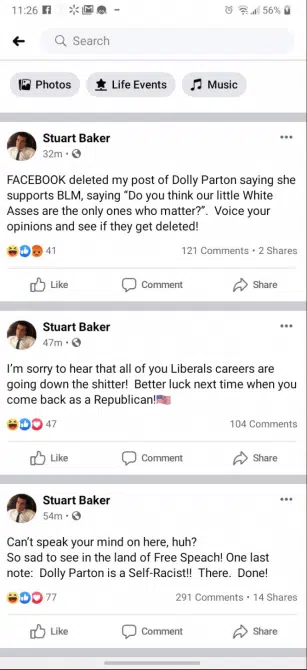 11:26
56%
Search
Photos
Life Events
Music
Stuart Baker
32m •
FACEBOOK deleted my post of Dolly Parton saying she
supports BLM, saying “Do you think our little White
Asses are the only ones who matter?”.  Voice your
opinions and see if they get deleted!
41
121 Comments • 2 Shares
Like
Comment
Share
Stuart Baker
47m •
I’m sorry to hear that all of you Liberals careers are
going down the shitter!  Better luck next time when you
come back as a Republican!🇺🇸
47
104 Comments
Like
Comment
Share
Stuart Baker
54m •
Can’t speak your mind on here, huh?
So sad to see in the land of Free Speach! One last
note:  Dolly Parton is a Self-Racist!!  There.  Done!
77
291 Comments • 14 Shares
Like
Comment
Share